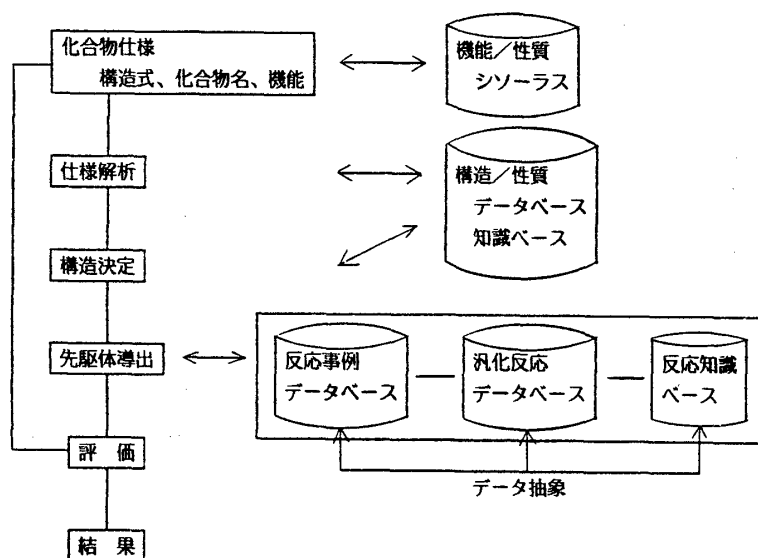 化合物仕様
構造式、化合物名、機能
機能／性質
シソーラス
仕様解析
構造／性質
データベース
知識ベース
構造決定
先駆体導出
反応事例
データベース
汎化反応
データベース
反応知識
ベース
評　価
データ抽象
結　果